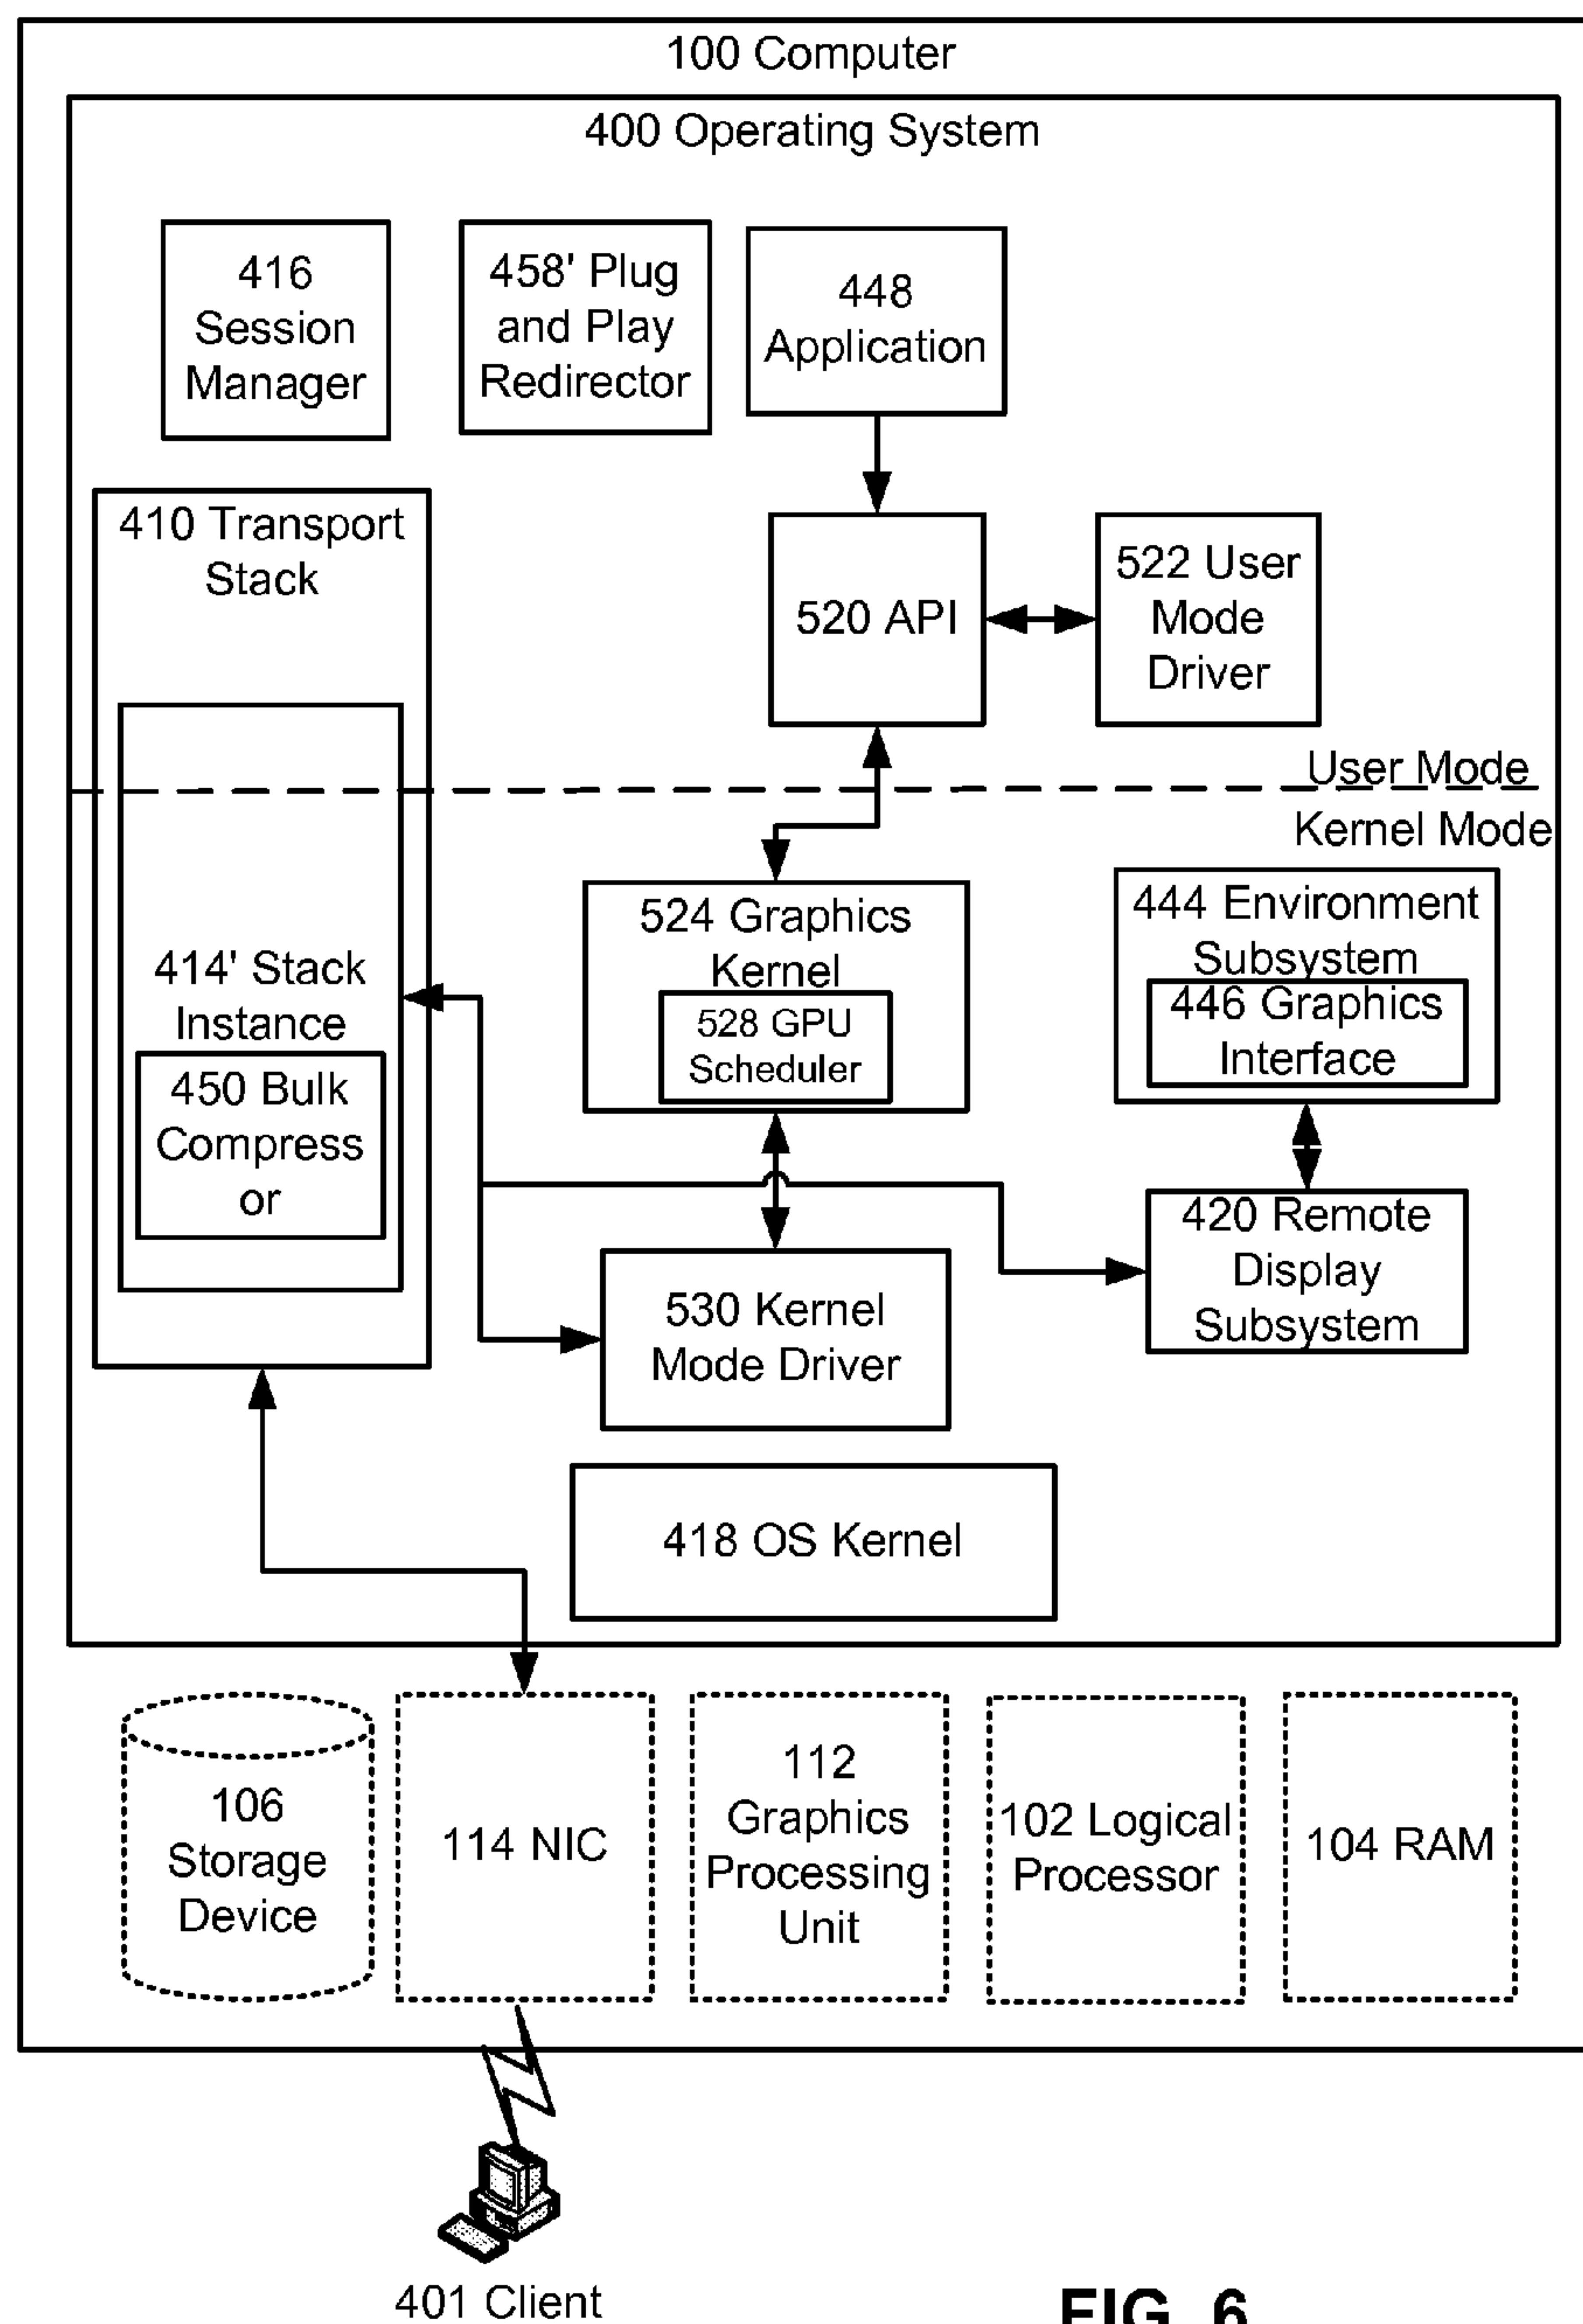 100 Computer
400 Operating System
416
Session
Manager
458' Plug
and Play
Redirector
448
Application
410 Transport
Stack
520 API
522 User
Mode
Driver
User Mode
Kernel Mode
414' Stack
Instance
450 Bulk
Compress
or
524 Graphics
Kernel
528 GPU
Scheduler
444 Environment
Subsystem
446 Graphics
Interface
530 Kernel
Mode Driver
420 Remote
Display
Subsystem
418 OS Kernel
106
Storage
Device
114 NIC
112
Graphics
Processing
Unit
102 Logical
Processor
104 RAM
401 Client
FIG. 6